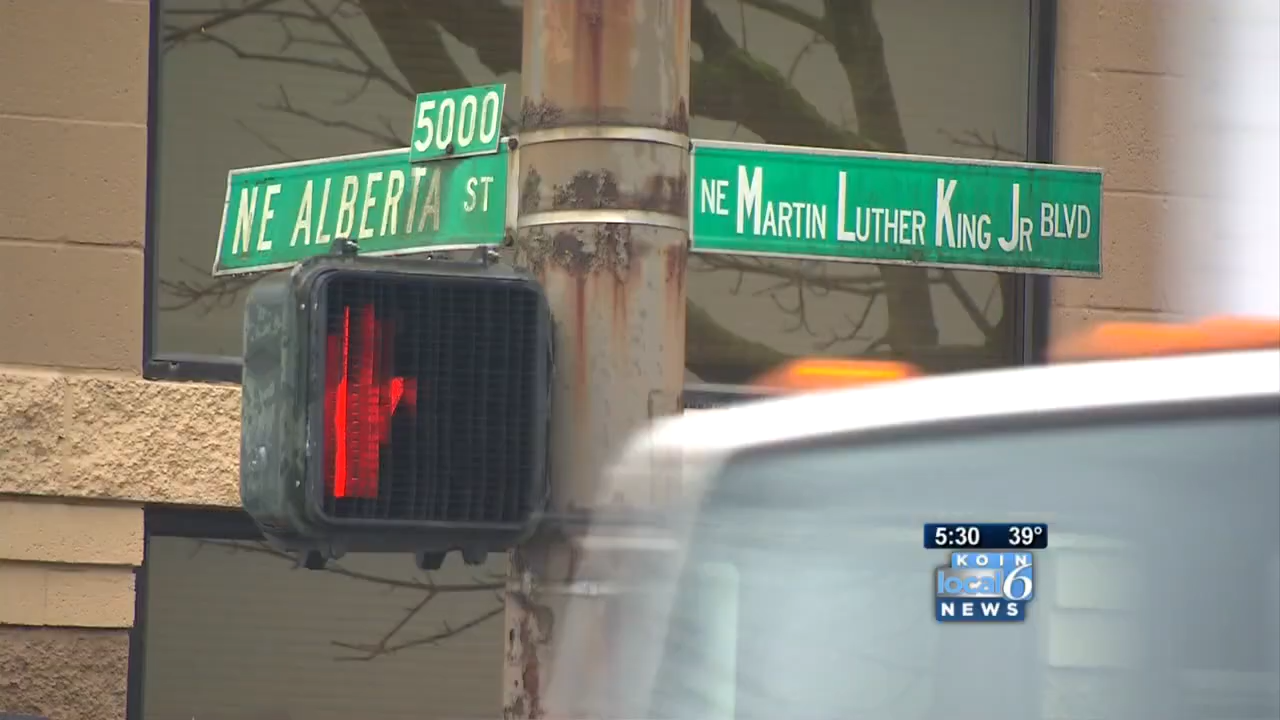 5000
NE ALBERTA ST
NE MARTIN LUTHER KING JR BLVD
5:30 39°
KOIN
local 6
NEWS